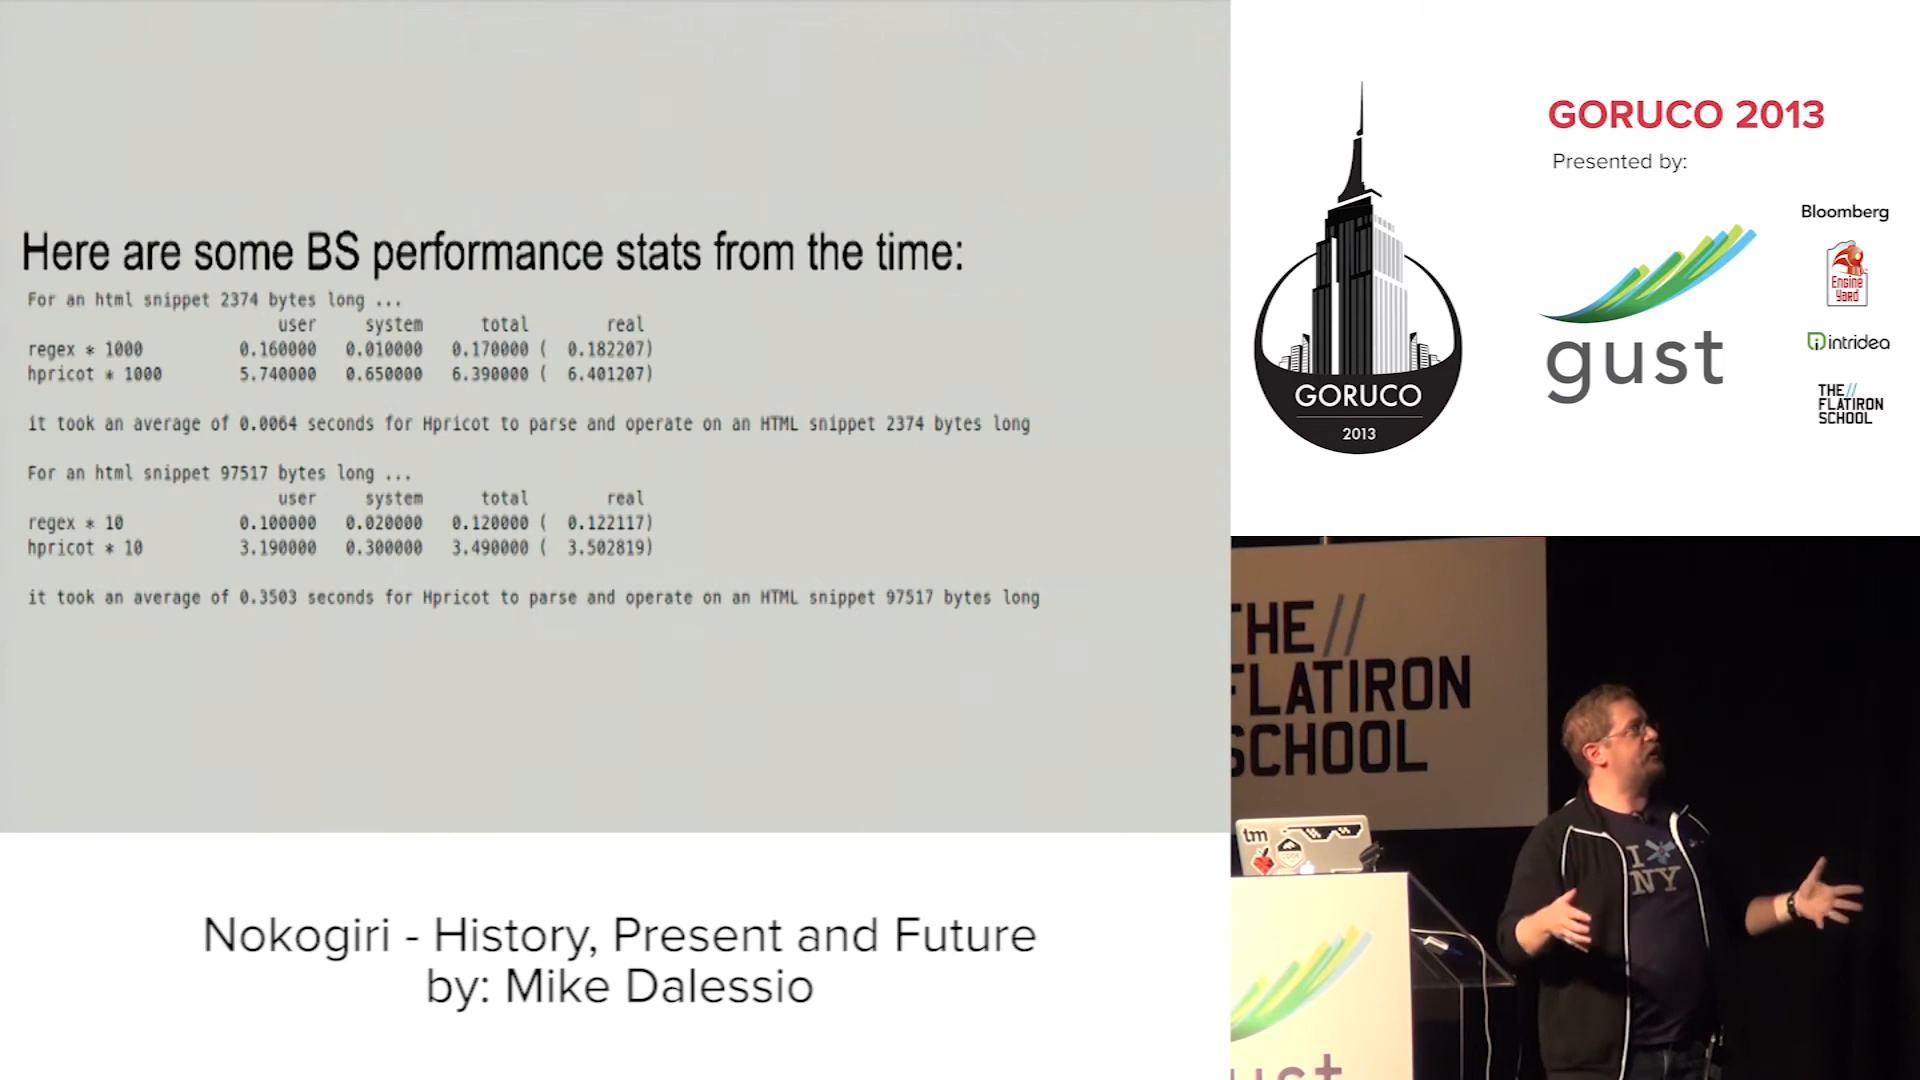 Here are some BS performance stats from the time:
For an html snippet 2374 bytes long ...
user system total real
regex * 1000 0.160000 0.010000 0.170000 ( 0.182207)
hpricot * 1000 5.740000 0.650000 6.390000 ( 6.401207)
it took an average of 0.0064 seconds for Hpricot to parse and operate on an HTML snippet 2374 bytes long
For an html snippet 97517 bytes long ...
user system total real
regex * 10 0.100000 0.020000 0.120000 ( 0.122117)
hpricot * 10 3.190000 0.300000 3.490000 ( 3.502819)
it took an average of 0.3503 seconds for Hpricot to parse and operate on an HTML snippet 97517 bytes long
Nokogiri - History, Present and Future
by: Mike Dalessio
GORUCO
2013
GORUCO 2013
Presented by:
gust
Bloomberg
Engine
Yard
intridea
THE//
FLATIRON
SCHOOL
THE//
FLATIRON
SCHOOL
tm
CODE
I NY
gust